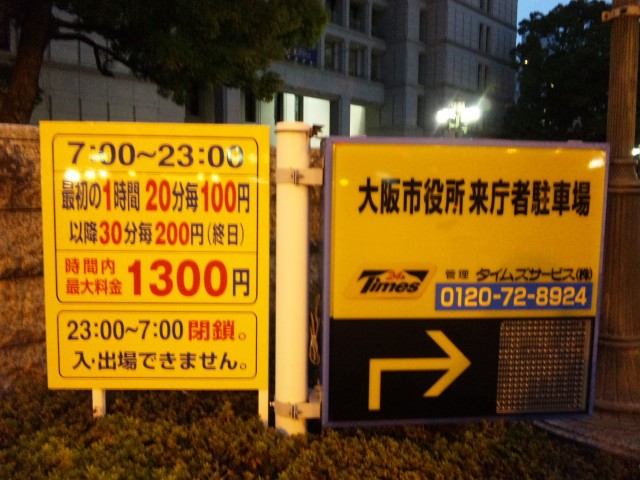 7:00～23:00
最初の1時間 20分毎100円
以降30分毎200円(終日)
時間内
最大料金 1300円
23:00～7:00 閉鎖。
入・出場できません。
大阪市役所 来庁者駐車場
24h
Times
管理 タイムズサービス(株)
0120-72-8924